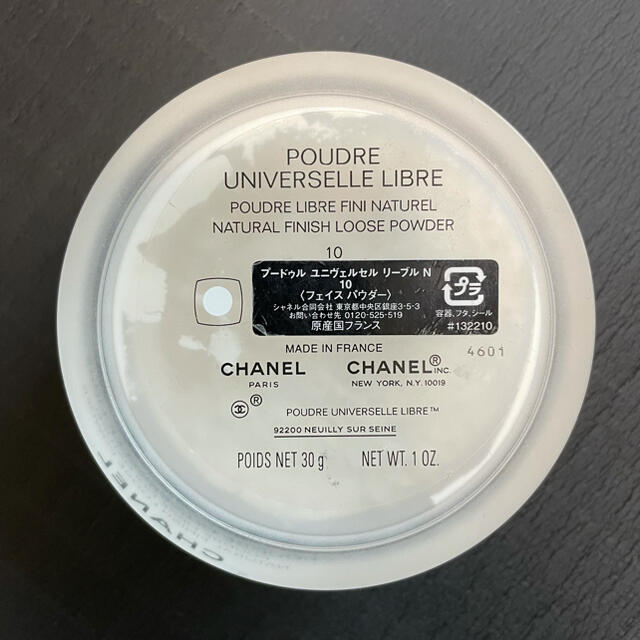 POUDRE
UNIVERSELLE LIBRE
POUDRE LIBRE FINI NATUREL
NATURAL FINISH LOOSE POWDER
10
プードゥル ユニヴェルセル リーブル N
10
〈フェイス パウダー〉
シャネル合同会社 東京都中央区銀座3-5-3
お問い合わせ先 0120-525-519
原産国フランス
プラ
容器,フタ,シール
#132210
MADE IN FRANCE
4601
CHANEL
PARIS
CHANEL® INC.
NEW YORK, N.Y. 10019
®
POUDRE UNIVERSELLE LIBRE™
92200 NEUILLY SUR SEINE
POIDS NET 30 g NET WT. 1 OZ.
CHANEL